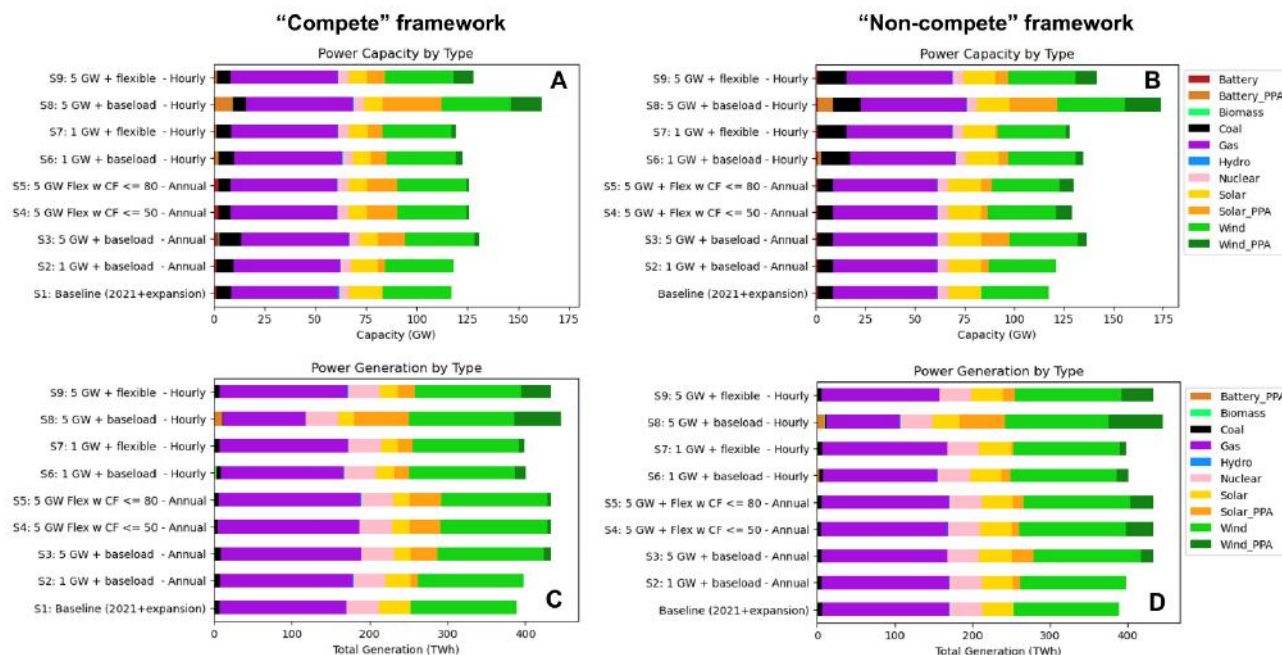 “Compete” framework
“Non-compete” framework
Power Capacity by Type
A
S9: 5 GW + flexible - Hourly
S8: 5 GW + baseload - Hourly
S7: 1 GW + flexible - Hourly
S6: 1 GW + baseload - Hourly
S5: 5 GW Flex w CF <= 80 - Annual
S4: 5 GW Flex w CF <= 50 - Annual
S3: 5 GW + baseload - Annual
S2: 1 GW + baseload - Annual
S1: Baseline (2021+expansion)
0 25 50 75 100 125 150 175
Capacity (GW)
Power Capacity by Type
B
S9: 5 GW + flexible - Hourly
S8: 5 GW + baseload - Hourly
S7: 1 GW + flexible - Hourly
S6: 1 GW + baseload - Hourly
S5: 5 GW + Flex w CF <= 80 - Annual
S4: 5 GW + Flex w CF <= 50 - Annual
S3: 5 GW + baseload - Annual
S2: 1 GW + baseload - Annual
Baseline (2021+expansion)
0 25 50 75 100 125 150 175
Capacity (GW)
Battery
Battery_PPA
Biomass
Coal
Gas
Hydro
Nuclear
Solar
Solar_PPA
Wind
Wind_PPA
Power Generation by Type
S9: 5 GW + flexible - Hourly
S8: 5 GW + baseload - Hourly
S7: 1 GW + flexible - Hourly
S6: 1 GW + baseload - Hourly
S5: 5 GW Flex w CF <= 80 - Annual
S4: 5 GW Flex w CF <= 50 - Annual
S3: 5 GW + baseload - Annual
S2: 1 GW + baseload - Annual
S1: Baseline (2021+expansion)
C
0 100 200 300 400
Total Generation (TWh)
Power Generation by Type
S9: 5 GW + flexible - Hourly
S8: 5 GW + baseload - Hourly
S7: 1 GW + flexible - Hourly
S6: 1 GW + baseload - Hourly
S5: 5 GW + Flex w CF <= 80 - Annual
S4: 5 GW + Flex w CF <= 50 - Annual
S3: 5 GW + baseload - Annual
S2: 1 GW + baseload - Annual
Baseline (2021+expansion)
D
0 100 200 300 400
Total Generation (TWh)
Battery_PPA
Biomass
Coal
Gas
Hydro
Nuclear
Solar
Solar_PPA
Wind
Wind_PPA